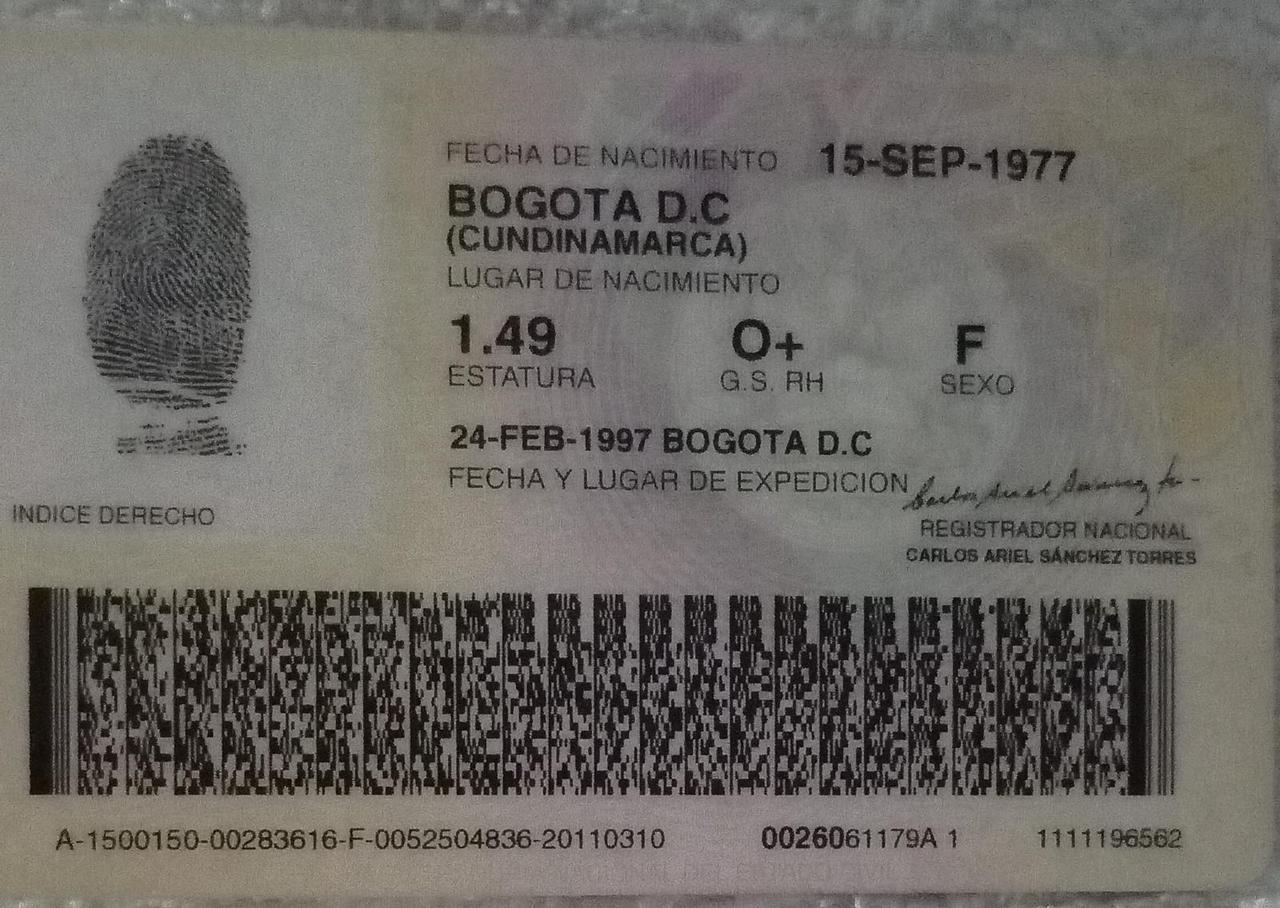 FECHA DE NACIMIENTO 15-SEP-1977
BOGOTA D.C
(CUNDINAMARCA)
LUGAR DE NACIMIENTO
1.49 O+ F
ESTATURA G.S. RH SEXO
24-FEB-1997 BOGOTA D.C
FECHA Y LUGAR DE EXPEDICION
INDICE DERECHO
REGISTRADOR NACIONAL
CARLOS ARIEL SÁNCHEZ TORRES
A-1500150-00283616-F-0052504836-20110310 0026061179A 1 1111196562